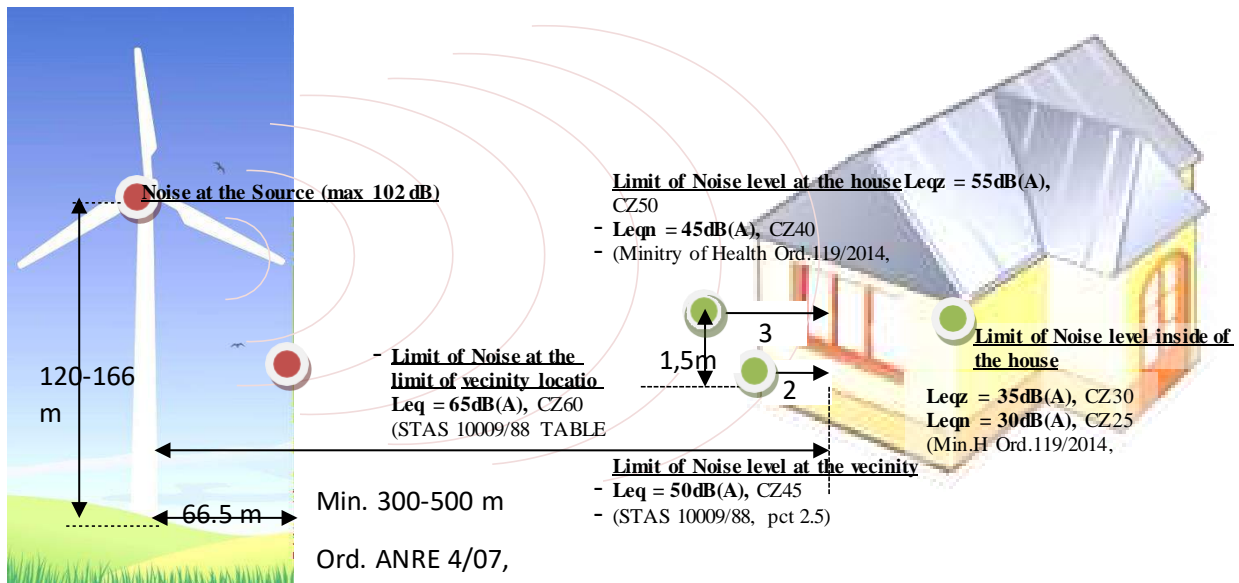 Noise at the Source (max 102 dB)
120-166
m
66.5 m
- Limit of Noise at the
limit of vecinity locatio
Leq = 65dB(A), CZ60
(STAS 10009/88 TABLE
Min. 300-500 m
Ord. ANRE 4/07,
Limit of Noise level at the house Leqz = 55dB(A),
CZ50
- Leqn = 45dB(A), CZ40
- (Minitry of Health Ord.119/2014,
3
1,5m
2
Limit of Noise level at the vecinity
- Leq = 50dB(A), CZ45
- (STAS 10009/88, pct 2.5)
Limit of Noise level inside of
the house
Leqz = 35dB(A), CZ30
Leqn = 30dB(A), CZ25
(Min.H Ord.119/2014,